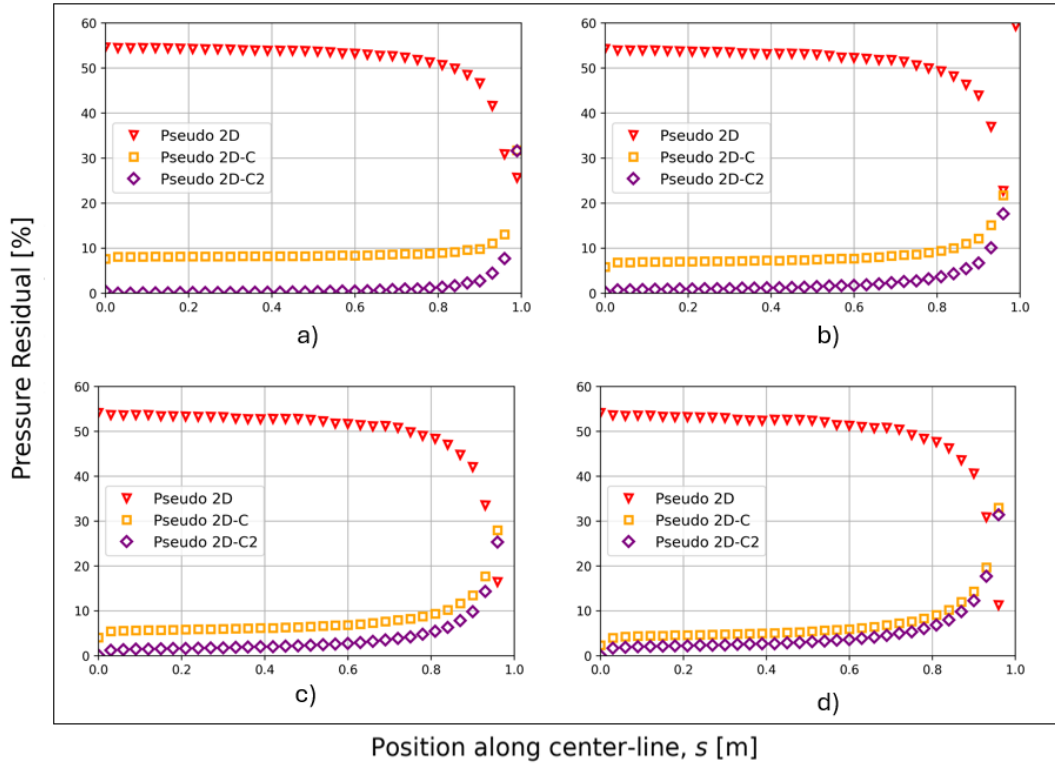 Pressure Residual [%]
60
50
40
30
20
10
0
Pseudo 2D
Pseudo 2D-C
Pseudo 2D-C2
0.0 0.2 0.4 0.6 0.8 1.0
a)
60
50
40
30
20
10
0
Pseudo 2D
Pseudo 2D-C
Pseudo 2D-C2
0.0 0.2 0.4 0.6 0.8 1.0
b)
60
50
40
30
20
10
0
Pseudo 2D
Pseudo 2D-C
Pseudo 2D-C2
0.0 0.2 0.4 0.6 0.8 1.0
c)
60
50
40
30
20
10
0
Pseudo 2D
Pseudo 2D-C
Pseudo 2D-C2
0.0 0.2 0.4 0.6 0.8 1.0
d)
Position along center-line, s [m]